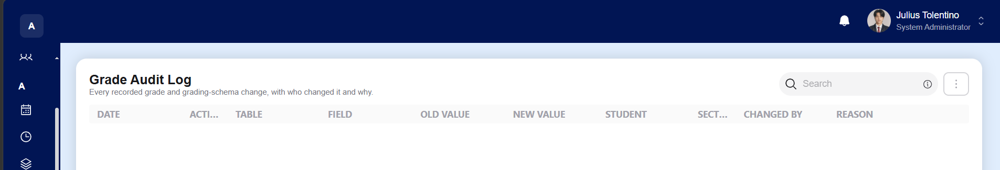 A
Julius Tolentino
System Administrator
A
Grade Audit Log
Every recorded grade and grading-schema change, with who changed it and why.
Search
DATE ACTI... TABLE FIELD OLD VALUE NEW VALUE STUDENT SECT... CHANGED BY REASON